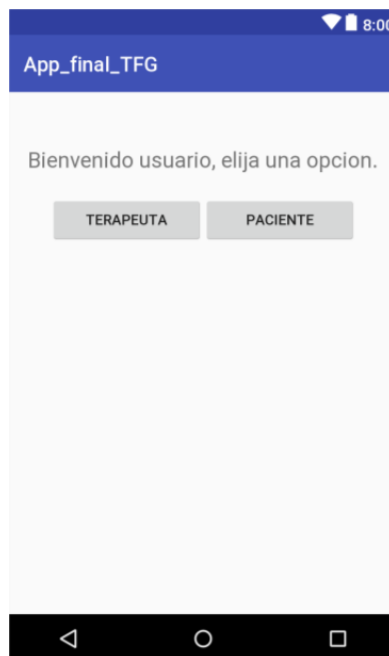 8:00
App_final_TFG
Bienvenido usuario, elija una opcion.
TERAPEUTA PACIENTE